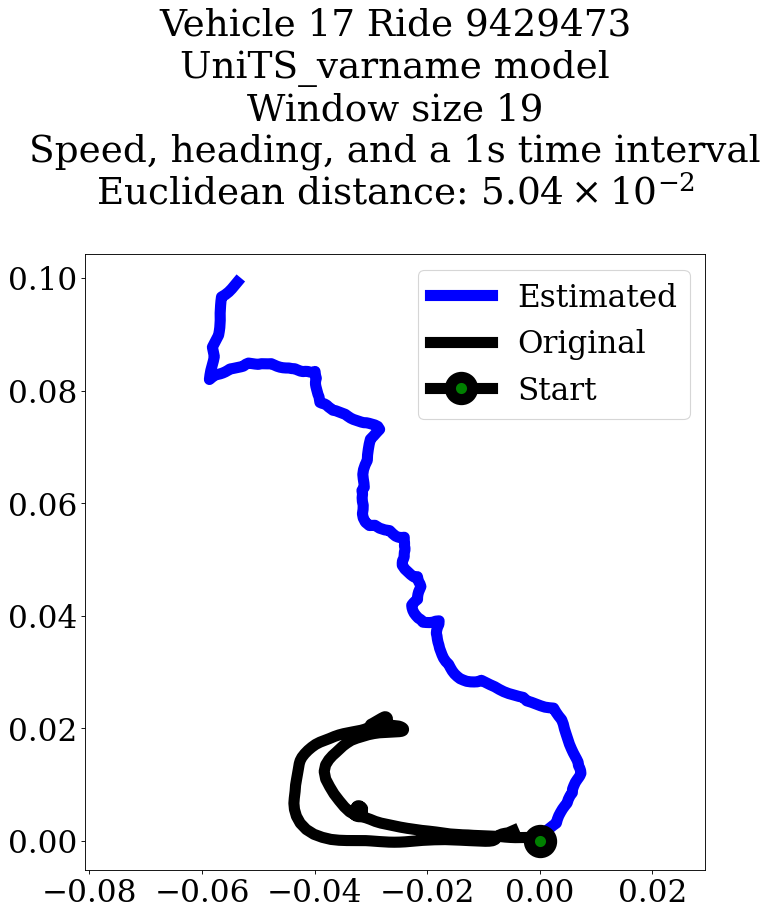 Vehicle 17 Ride 9429473
UniTS_varname model
Window size 19
Speed, heading, and a 1s time interval
Euclidean distance: 5.04 × 10⁻²
Estimated
Original
Start
0.10
0.08
0.06
0.04
0.02
0.00
−0.08 −0.06 −0.04 −0.02 0.00 0.02